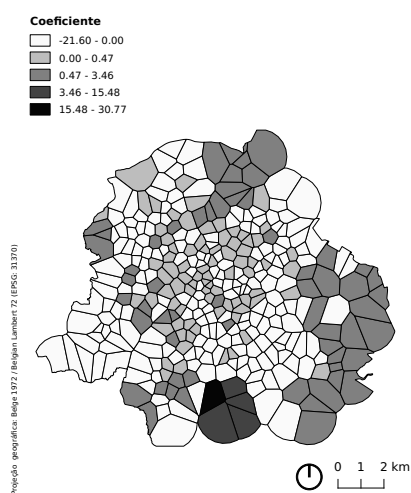 Coeficiente
-21.60 - 0.00
0.00 - 0.47
0.47 - 3.46
3.46 - 15.48
15.48 - 30.77
Projeção geográfica: Belge 1972 / Belgian Lambert 72 (EPSG: 31370)
0 1 2 km